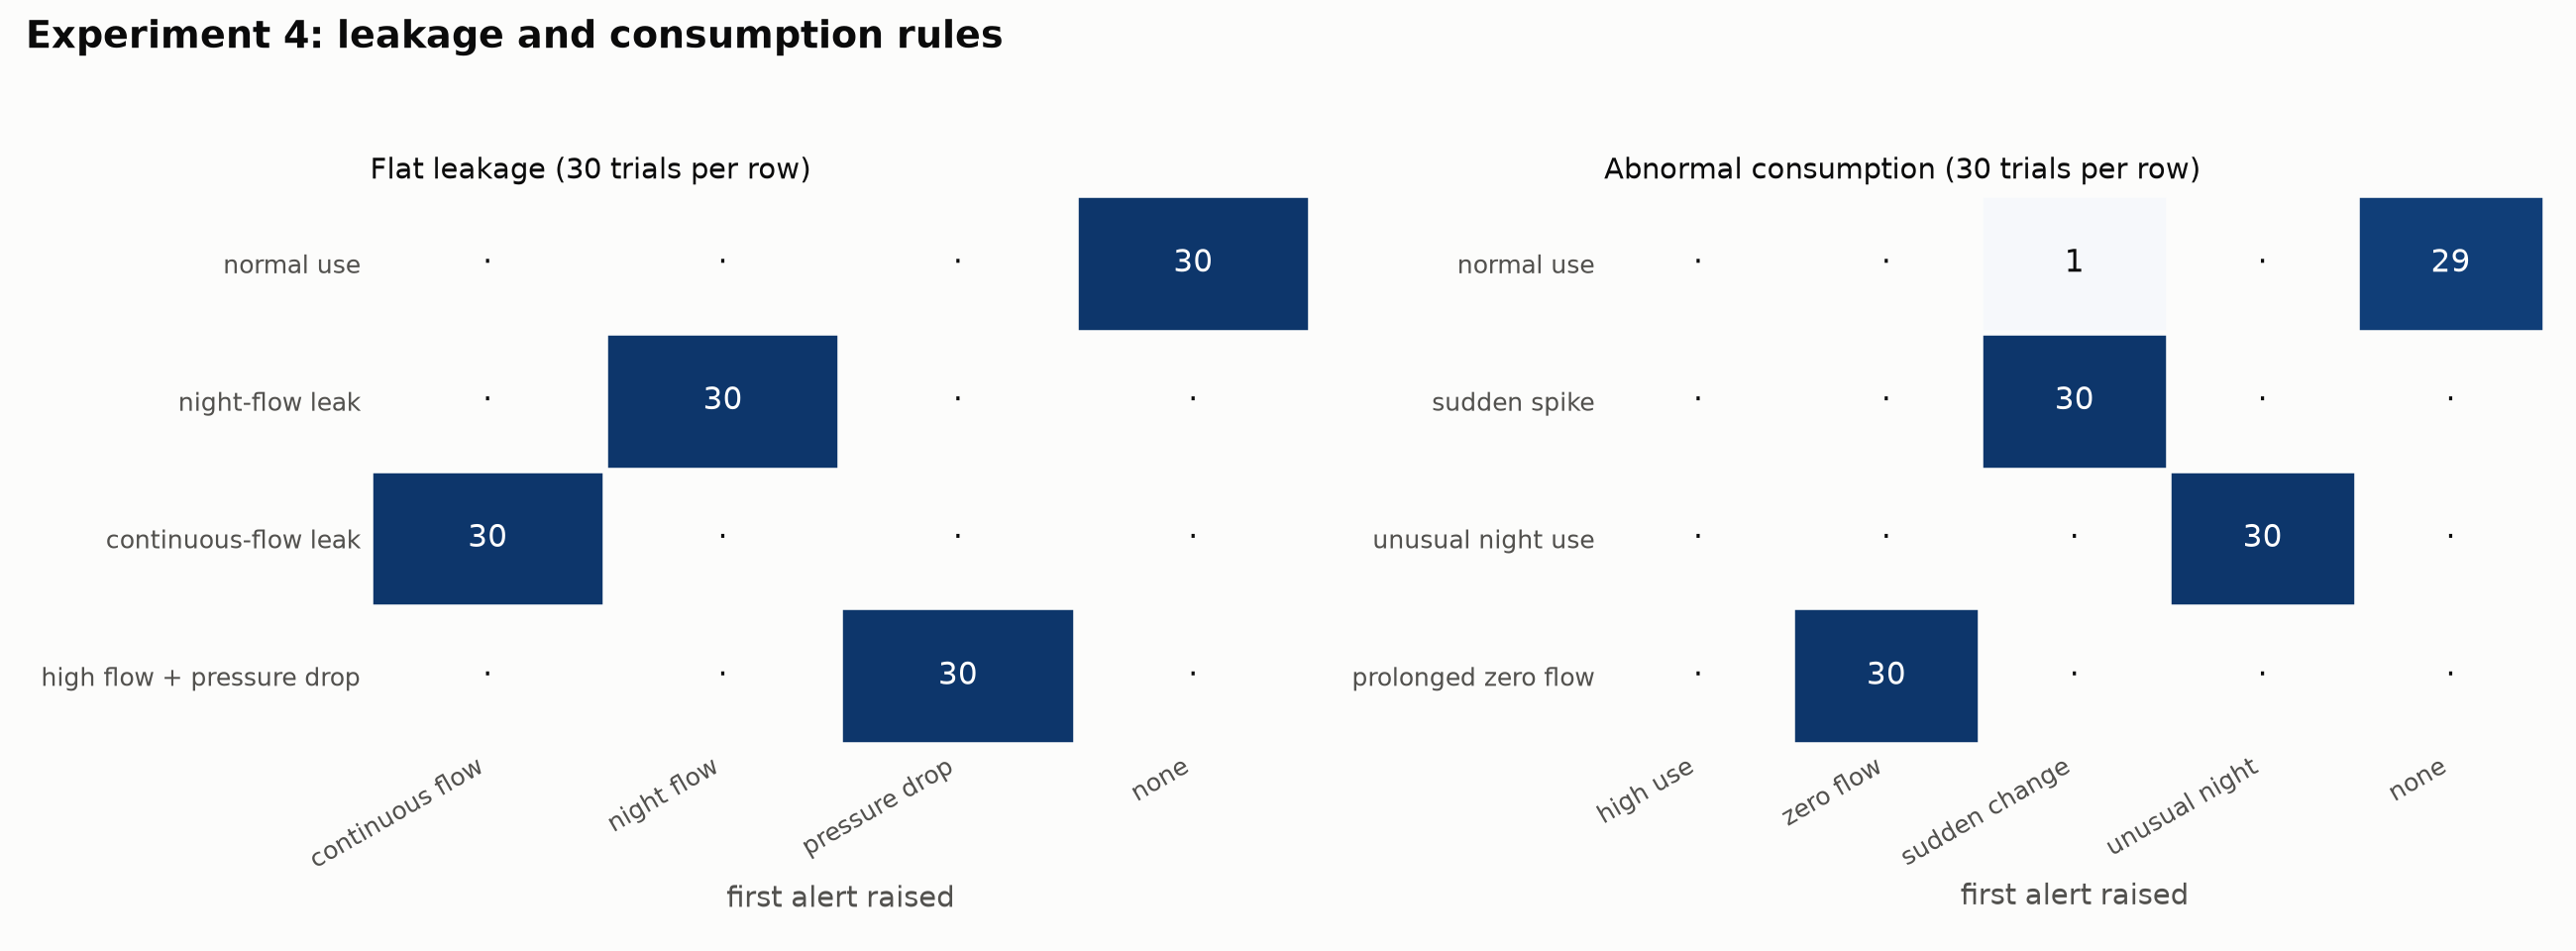 Experiment 4: leakage and consumption rules
Flat leakage (30 trials per row)
normal use · · · 30
night-flow leak · 30 · ·
continuous-flow leak 30 · · ·
high flow + pressure drop · · 30 ·
continuous flow night flow pressure drop none
first alert raised
Abnormal consumption (30 trials per row)
normal use · · 1 · 29
sudden spike · · 30 · ·
unusual night use · · · 30 ·
prolonged zero flow · 30 · · ·
high use zero flow sudden change unusual night none
first alert raised